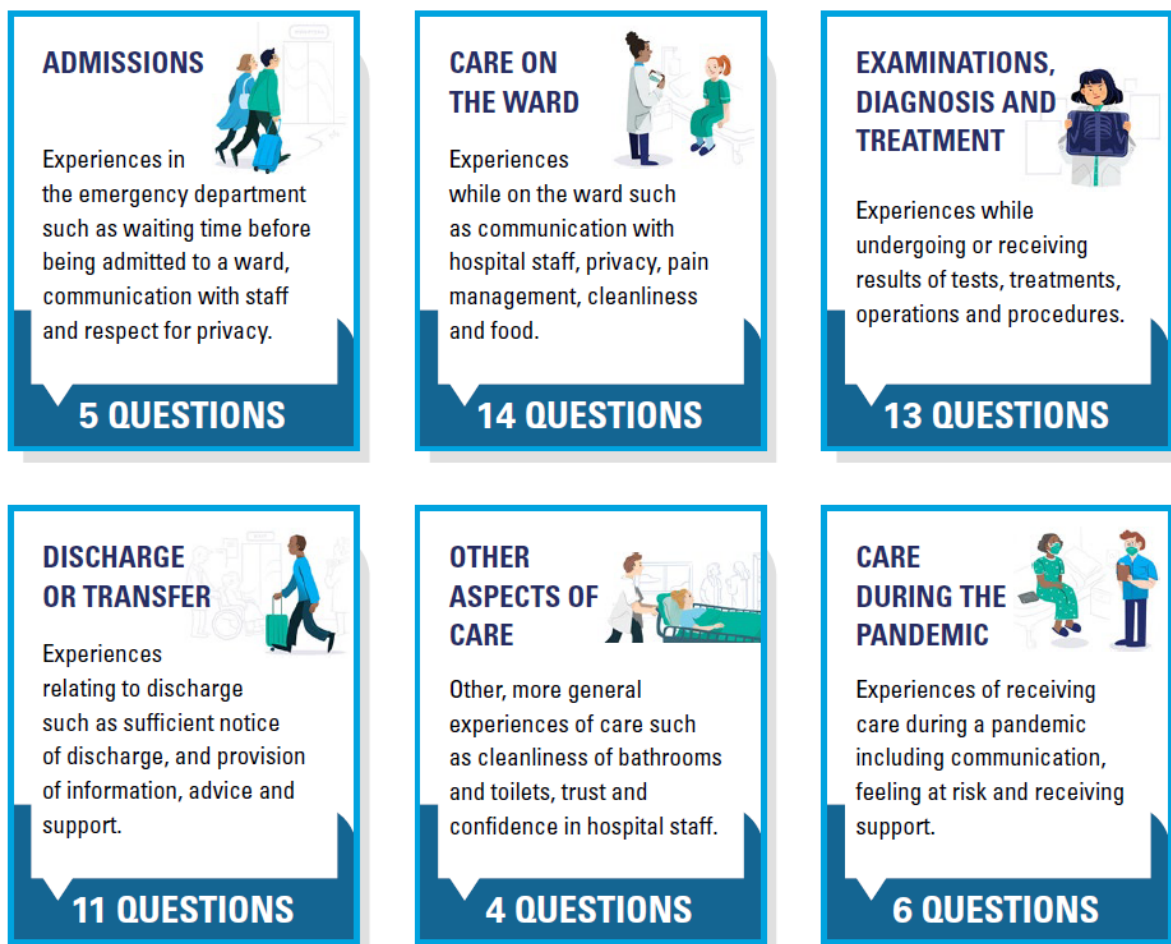 ADMISSIONS
Experiences in
the emergency department
such as waiting time before
being admitted to a ward,
communication with staff
and respect for privacy.
5 QUESTIONS
CARE ON
THE WARD
Experiences
while on the ward such
as communication with
hospital staff, privacy, pain
management, cleanliness
and food.
14 QUESTIONS
EXAMINATIONS,
DIAGNOSIS AND
TREATMENT
Experiences while
undergoing or receiving
results of tests, treatments,
operations and procedures.
13 QUESTIONS
DISCHARGE
OR TRANSFER
Experiences
relating to discharge
such as sufficient notice
of discharge, and provision
of information, advice and
support.
11 QUESTIONS
OTHER
ASPECTS OF
CARE
Other, more general
experiences of care such
as cleanliness of bathrooms
and toilets, trust and
confidence in hospital staff.
4 QUESTIONS
CARE
DURING THE
PANDEMIC
Experiences of receiving
care during a pandemic
including communication,
feeling at risk and receiving
support.
6 QUESTIONS